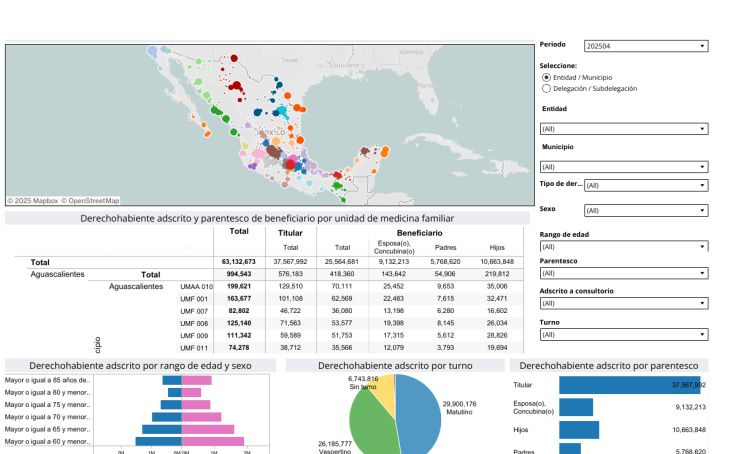 Periodo
202504
Seleccione:
Entidad / Municipio
Delegación / Subdelegación
Entidad
(All)
Municipio
(All)
Tipo de der... (All)
Sexo (All)
Rango de edad
(All)
Parentesco
(All)
Adscrito a consultorio
(All)
Turno
(All)
Georgia
Texas
Louisiana
© 2025 Mapbox © OpenStreetMap
Derechohabiente adscrito y parentesco de beneficiario por unidad de medicina familiar
Total Titular Beneficiario
Total Total Esposa(o), Concubina(o) Padres Hijos
Total 63,132,673 37,567,992 25,564,681 9,132,213 5,768,620 10,663,848
Aguascalientes Total 994,543 576,183 418,360 143,642 54,906 219,812
Aguascalientes UMAA 010 199,621 129,510 70,111 25,452 9,653 35,006
UMF 001 163,677 101,108 62,569 22,483 7,615 32,471
UMF 007 82,802 46,722 36,080 13,198 6,280 16,602
UMF 008 125,140 71,563 53,577 19,398 8,145 26,034
UMF 009 111,342 59,589 51,753 17,315 5,612 28,826
UMF 011 74,278 38,712 35,566 12,079 3,793 19,694
cipio
Derechohabiente adscrito por rango de edad y sexo
Mayor o igual a 85 años de..
Mayor o igual a 80 y menor..
Mayor o igual a 75 y menor..
Mayor o igual a 70 y menor..
Mayor o igual a 65 y menor..
Mayor o igual a 60 y menor..
Derechohabiente adscrito por turno
6,743,816
Sin turno
29,900,176
Matutino
26,185,777
Vespertino
Derechohabiente adscrito por parentesco
Titular 37,567,992
Esposa(o),
Concubina(o) 9,132,213
Hijos 10,663,848
Padres 5,768,620